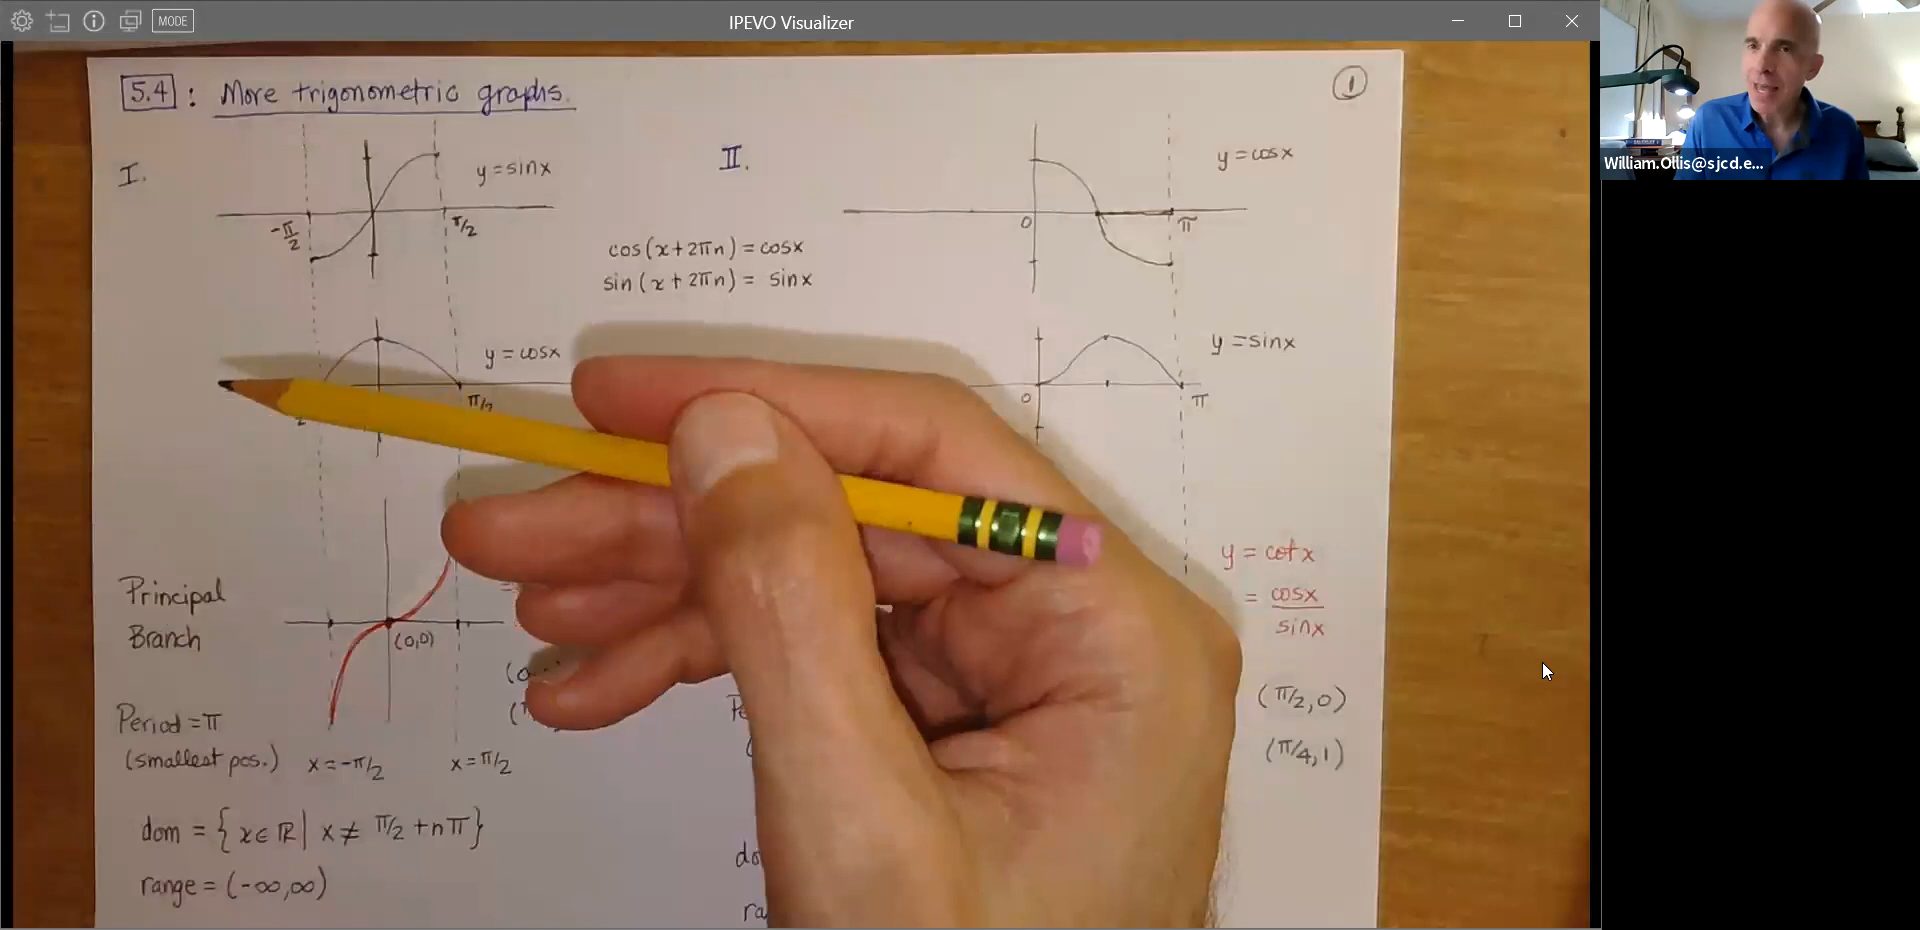 MODE
IPEVO Visualizer
William.Ollis@sjcd.e...
5.4 : More trigonometric graphs.
1
I.
y = sinx
-π/2
π/2
II.
y = cosx
0
π
cos(x+2πn) = cosx
sin(x+2πn) = sinx
y = cosx
π/2
2
y = sinx
0
π
Principal
Branch
(0,0)
y = cot x
= cosx
sinx
Period = π
(smallest pos.)
x = -π/2
x = π/2
(π/2, 0)
(π/4, 1)
dom = { x ∈ ℝ | x ≠ π/2 + nπ }
range = (-∞,∞)